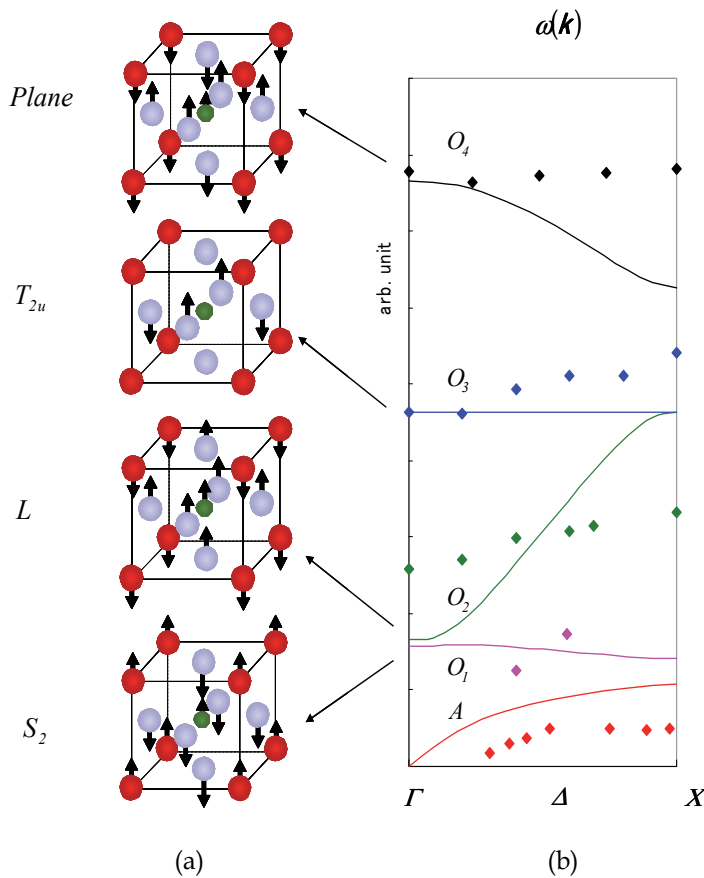 ω(k)
Plane
T2u
L
S2
arb. unit
O4
O3
O2
O1
A
Γ
Δ
X
(a)
(b)